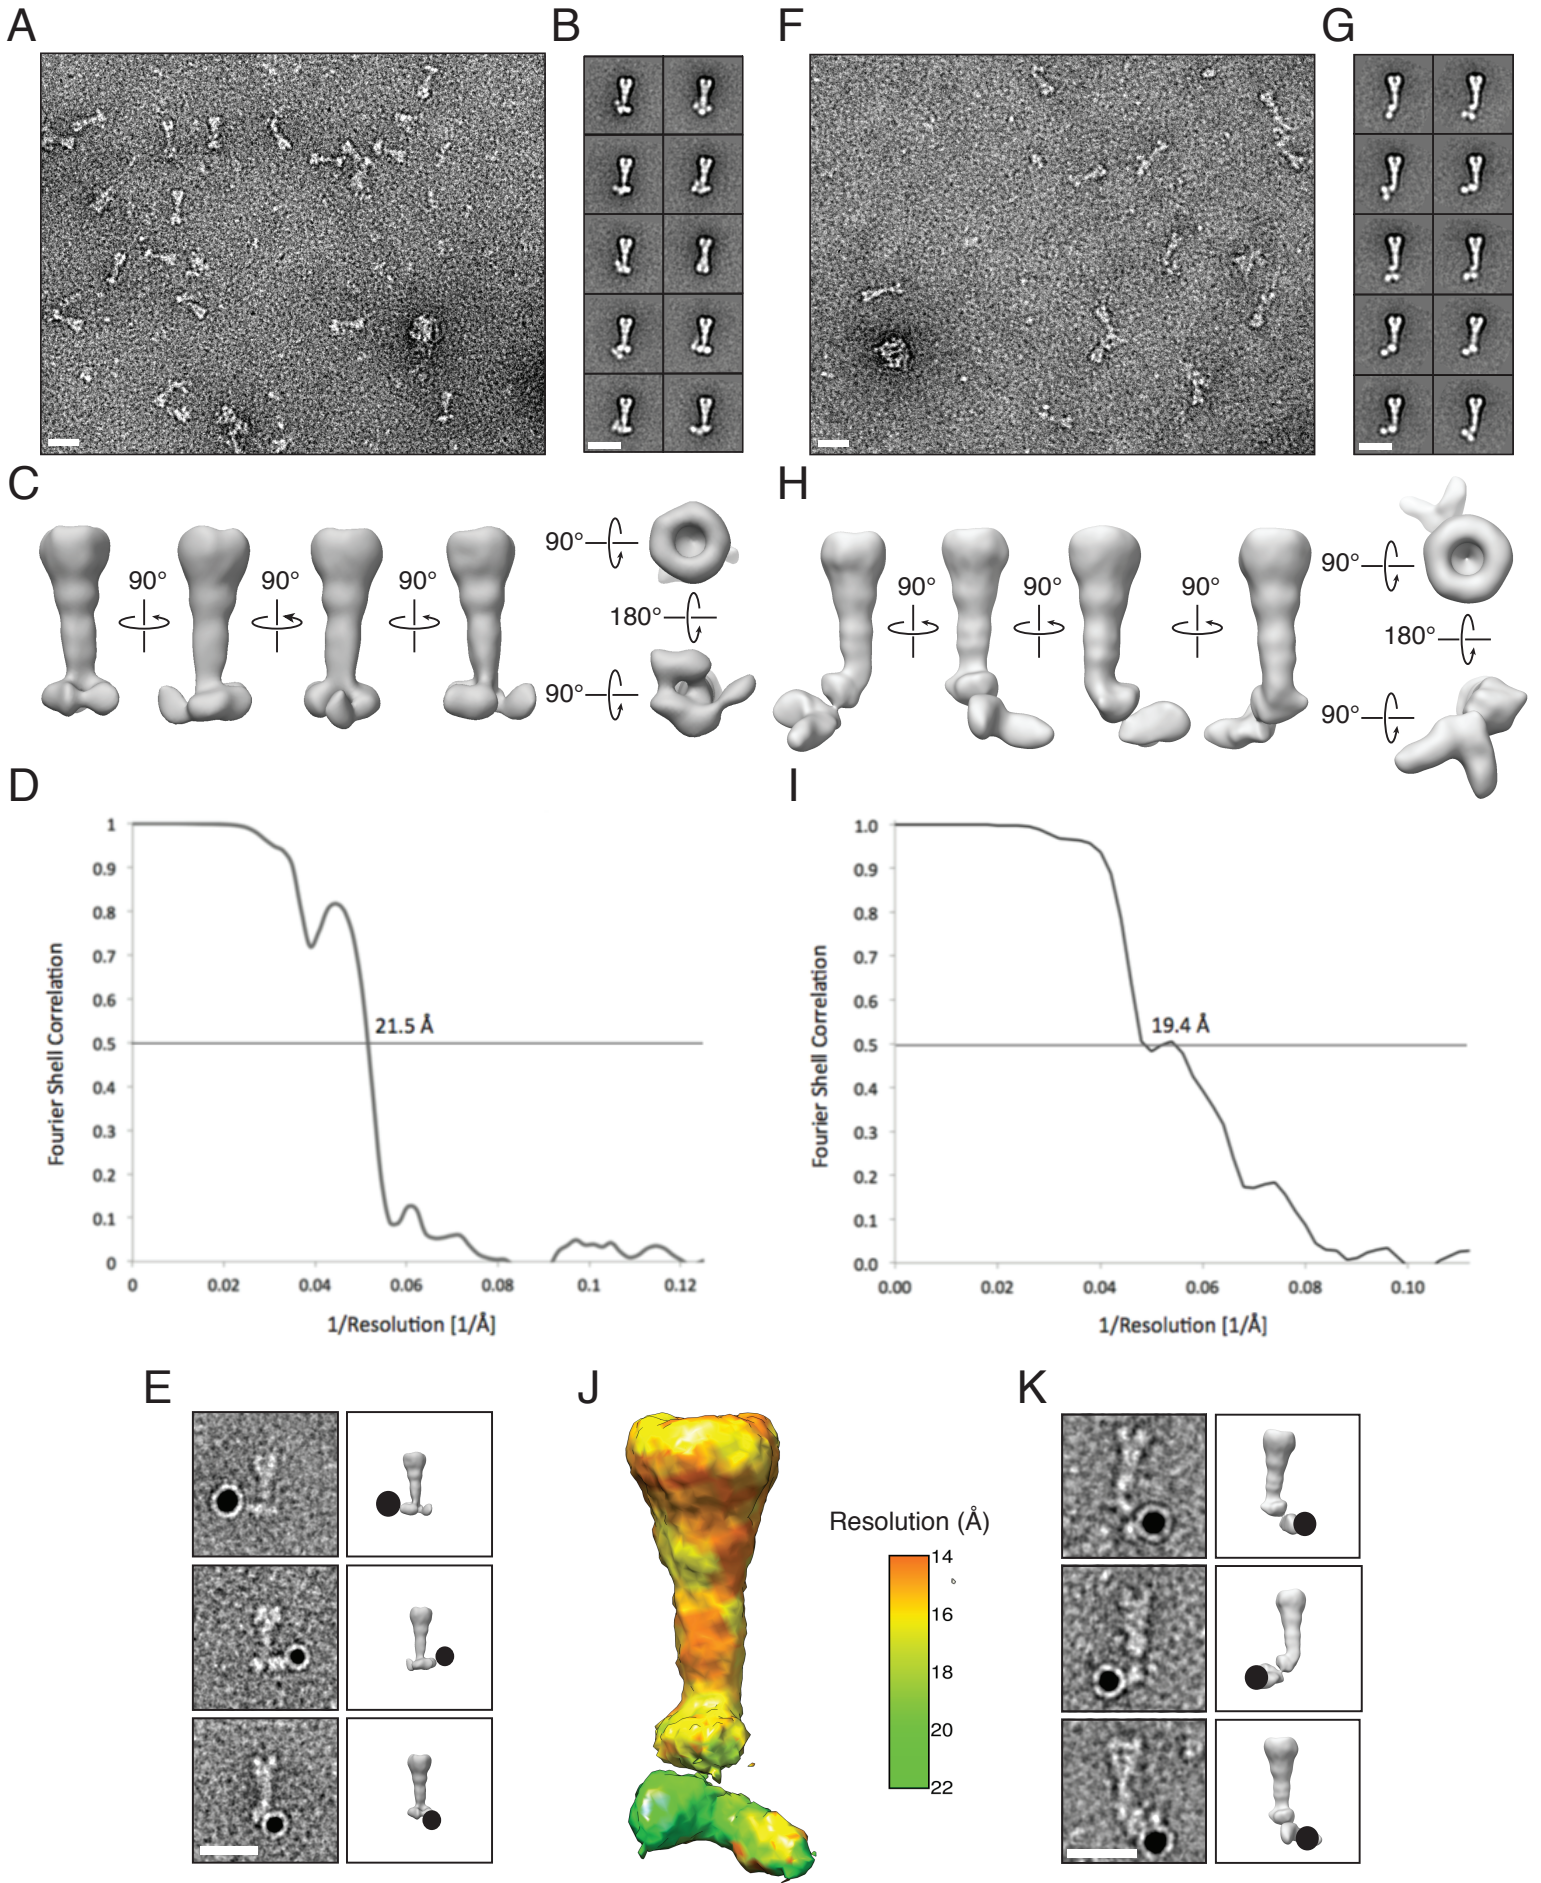 A
B
F
G
C
90°
90°
90°
90°
180°
90°
H
90°
90°
90°
90°
180°
90°
D
1
0.9
0.8
0.7
0.6
0.5
0.4
0.3
0.2
0.1
0
21.5 Å
Fourier Shell Correlation
0
0.02
0.04
0.06
0.08
0.1
0.12
1/Resolution [1/Å]
I
1.0
0.9
0.8
0.7
0.6
0.5
0.4
0.3
0.2
0.1
0.0
19.4 Å
Fourier Shell Correlation
0.00
0.02
0.04
0.06
0.08
0.10
1/Resolution [1/Å]
E
J
Resolution (Å)
14
16
18
20
22
K